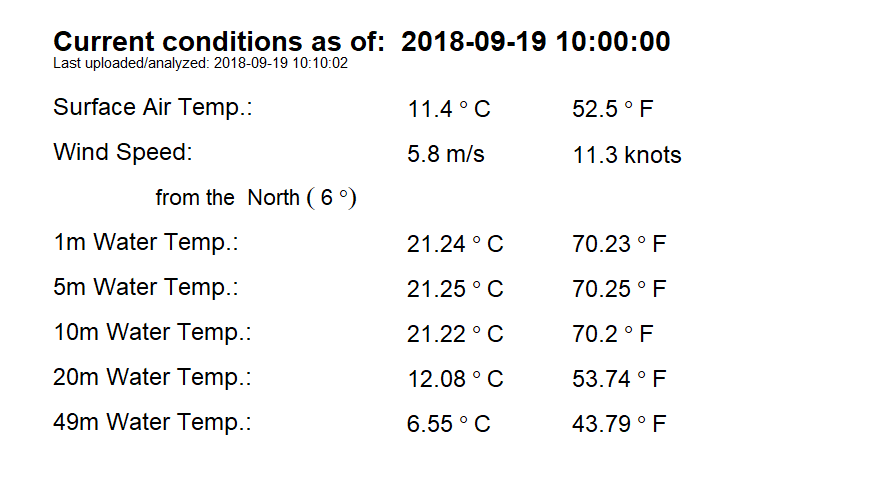 Current conditions as of: 2018-09-19 10:00:00
Last uploaded/analyzed: 2018-09-19 10:10:02
Surface Air Temp.: 11.4 ° C 52.5 ° F
Wind Speed: 5.8 m/s 11.3 knots
from the North ( 6 °)
1m Water Temp.: 21.24 ° C 70.23 ° F
5m Water Temp.: 21.25 ° C 70.25 ° F
10m Water Temp.: 21.22 ° C 70.2 ° F
20m Water Temp.: 12.08 ° C 53.74 ° F
49m Water Temp.: 6.55 ° C 43.79 ° F